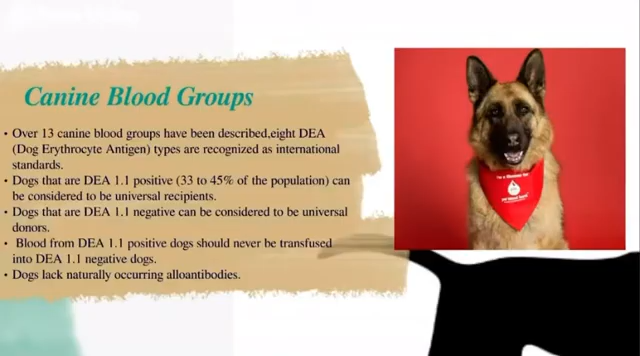 Canine Blood Groups
• Over 13 canine blood groups have been described,eight DEA
(Dog Erythrocyte Antigen) types are recognized as international
standards.
• Dogs that are DEA 1.1 positive (33 to 45% of the population) can
be considered to be universal recipients.
• Dogs that are DEA 1.1 negative can be considered to be universal
donors.
• Blood from DEA 1.1 positive dogs should never be transfused
into DEA 1.1 negative dogs.
• Dogs lack naturally occurring alloantibodies.